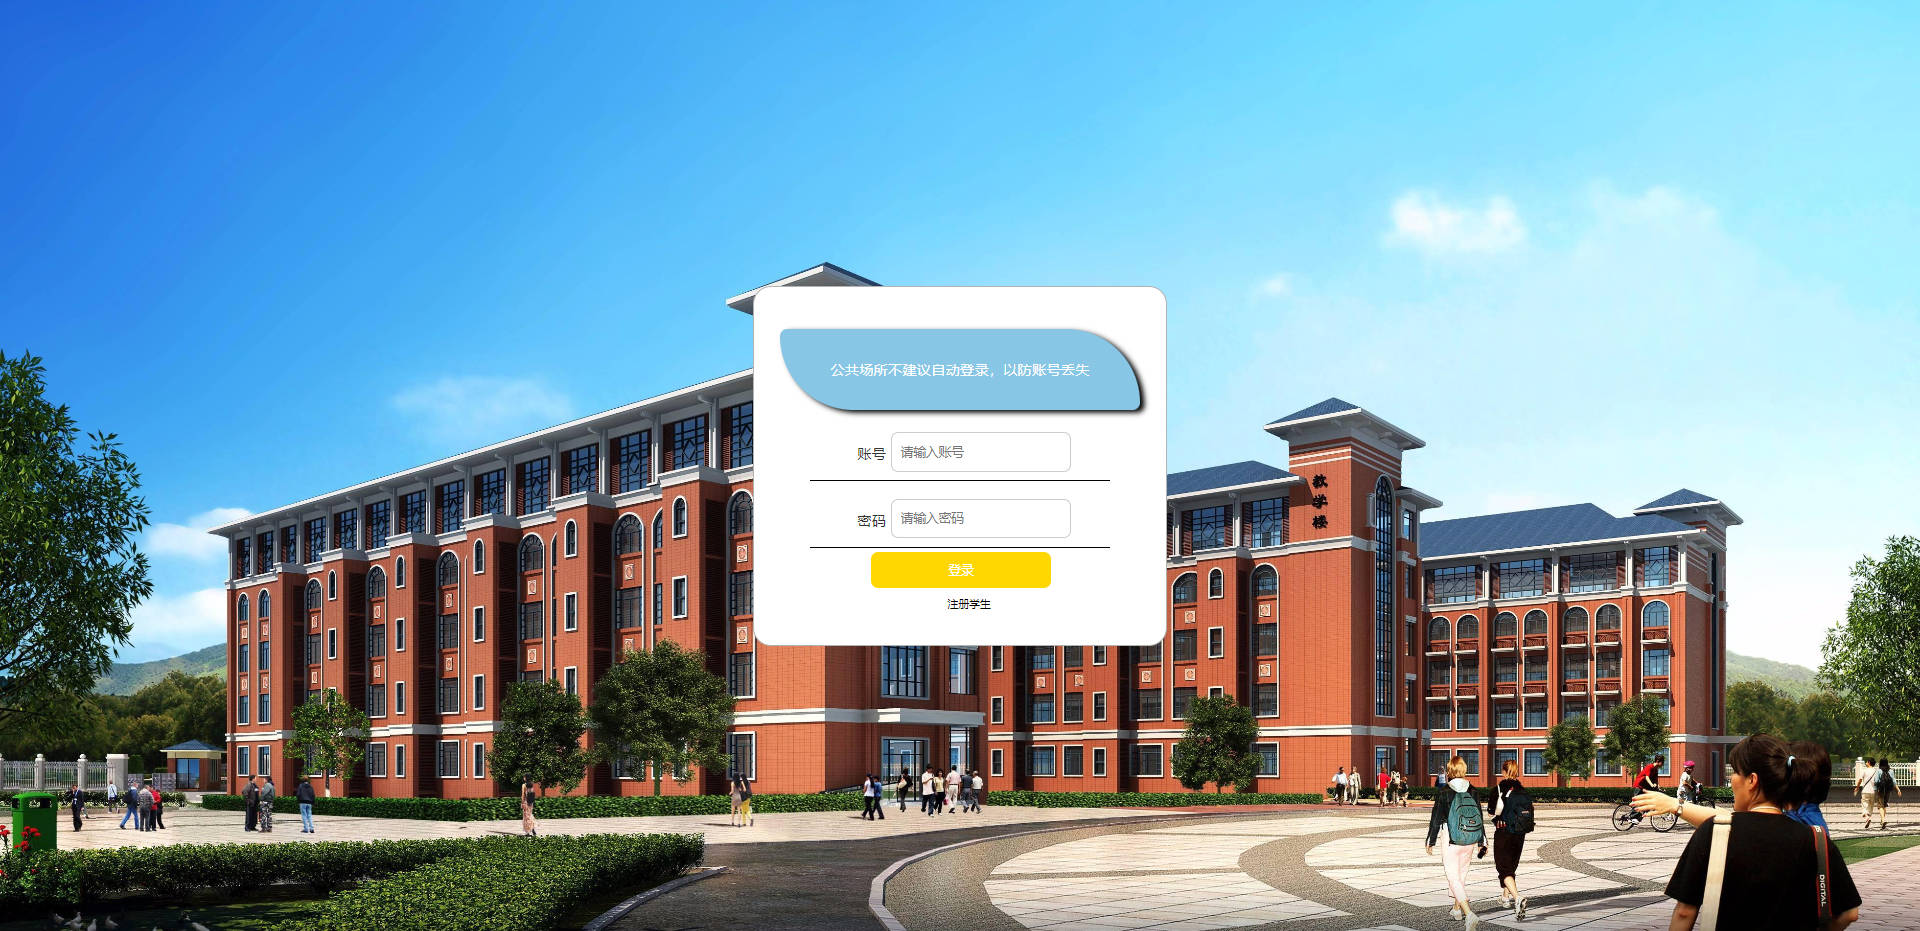 公共场所不建议自动登录，以防账号丢失
账号 请输入账号
密码 请输入密码
登录
注册学生
教学楼
DIGITAL